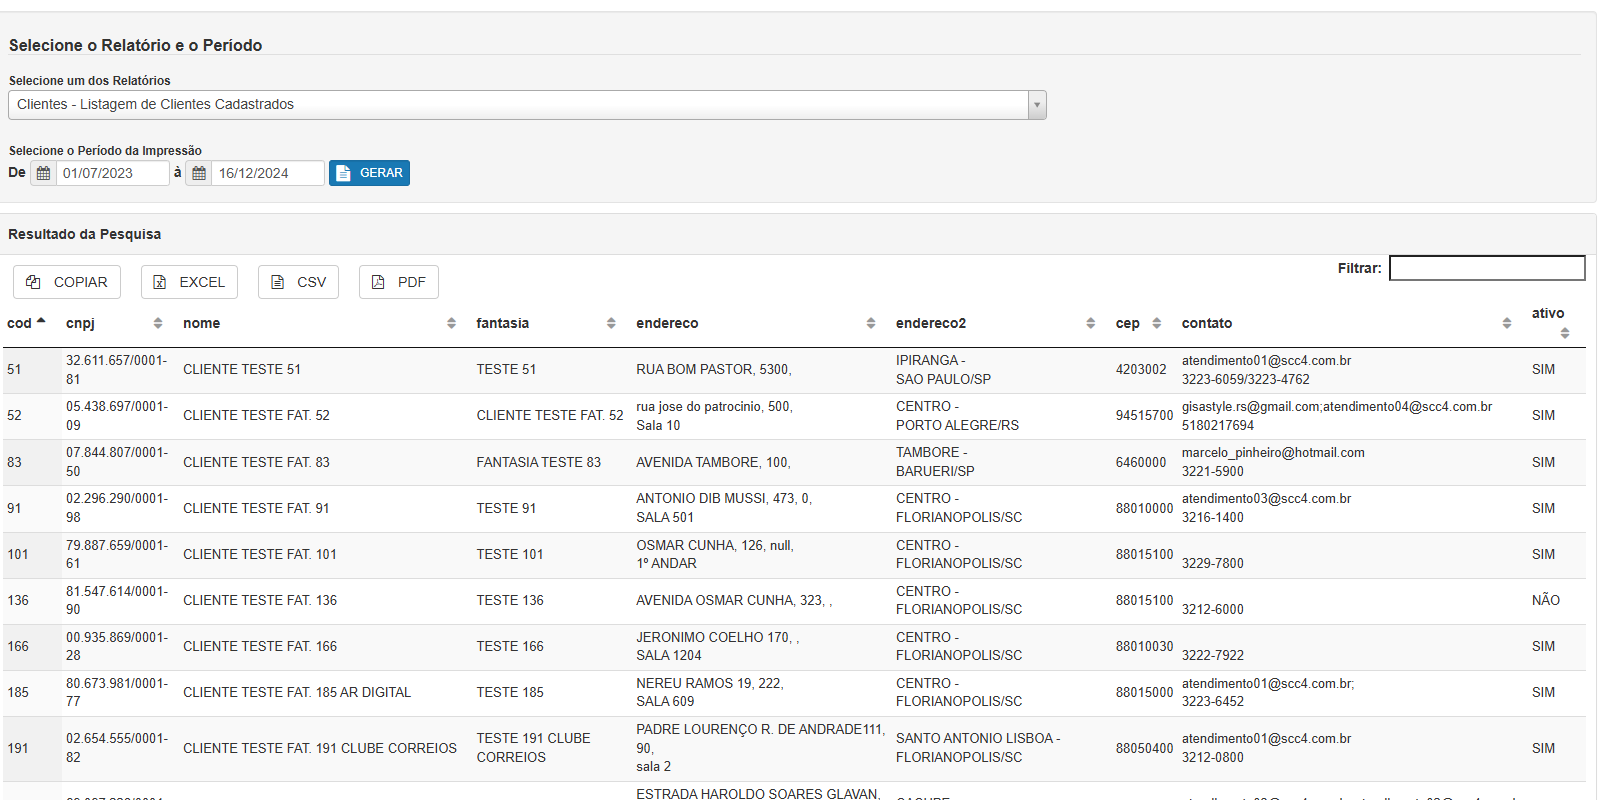 Selecione o Relatório e o Período
Selecione um dos Relatórios
Clientes - Listagem de Clientes Cadastrados
Selecione o Período da Impressão
De 01/07/2023 à 16/12/2024 GERAR
Resultado da Pesquisa
COPIAR EXCEL CSV PDF Filtrar:
cod cnpj nome fantasia endereco endereco2 cep contato ativo
51 32.611.657/0001-81 CLIENTE TESTE 51 TESTE 51 RUA BOM PASTOR, 5300, IPIRANGA - SAO PAULO/SP 4203002 atendimento01@scc4.com.br 3223-6059/3223-4762 SIM
52 05.438.697/0001-09 CLIENTE TESTE FAT. 52 CLIENTE TESTE FAT. 52 rua jose do patrocinio, 500, Sala 10 CENTRO - PORTO ALEGRE/RS 94515700 gisastyle.rs@gmail.com;atendimento04@scc4.com.br 5180217694 SIM
83 07.844.807/0001-50 CLIENTE TESTE FAT. 83 FANTASIA TESTE 83 AVENIDA TAMBORE, 100, TAMBORE - BARUERI/SP 6460000 marcelo_pinheiro@hotmail.com 3221-5900 SIM
91 02.296.290/0001-98 CLIENTE TESTE FAT. 91 TESTE 91 ANTONIO DIB MUSSI, 473, 0, SALA 501 CENTRO - FLORIANOPOLIS/SC 88010000 atendimento03@scc4.com.br 3216-1400 SIM
101 79.887.659/0001-61 CLIENTE TESTE FAT. 101 TESTE 101 OSMAR CUNHA, 126, null, 1º ANDAR CENTRO - FLORIANOPOLIS/SC 88015100 3229-7800 SIM
136 81.547.614/0001-90 CLIENTE TESTE FAT. 136 TESTE 136 AVENIDA OSMAR CUNHA, 323, , CENTRO - FLORIANOPOLIS/SC 88015100 3212-6000 NÃO
166 00.935.869/0001-28 CLIENTE TESTE FAT. 166 TESTE 166 JERONIMO COELHO 170, , SALA 1204 CENTRO - FLORIANOPOLIS/SC 88010030 3222-7922 SIM
185 80.673.981/0001-77 CLIENTE TESTE FAT. 185 AR DIGITAL TESTE 185 NEREU RAMOS 19, 222, SALA 609 CENTRO - FLORIANOPOLIS/SC 88015000 atendimento01@scc4.com.br; 3223-6452 SIM
191 02.654.555/0001-82 CLIENTE TESTE FAT. 191 CLUBE CORREIOS TESTE 191 CLUBE CORREIOS PADRE LOURENÇO R. DE ANDRADE111, 90, sala 2 SANTO ANTONIO LISBOA - FLORIANOPOLIS/SC 88050400 atendimento01@scc4.com.br 3212-0800 SIM
ESTRADA HAROLDO SOARES GLAVAN,